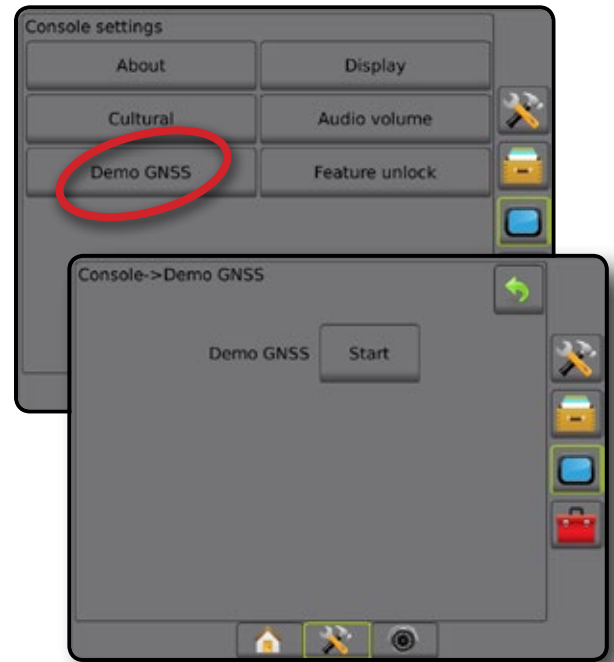 Console settings
About Display
Cultural Audio volume
Demo GNSS Feature unlock
Console->Demo GNSS
Demo GNSS Start